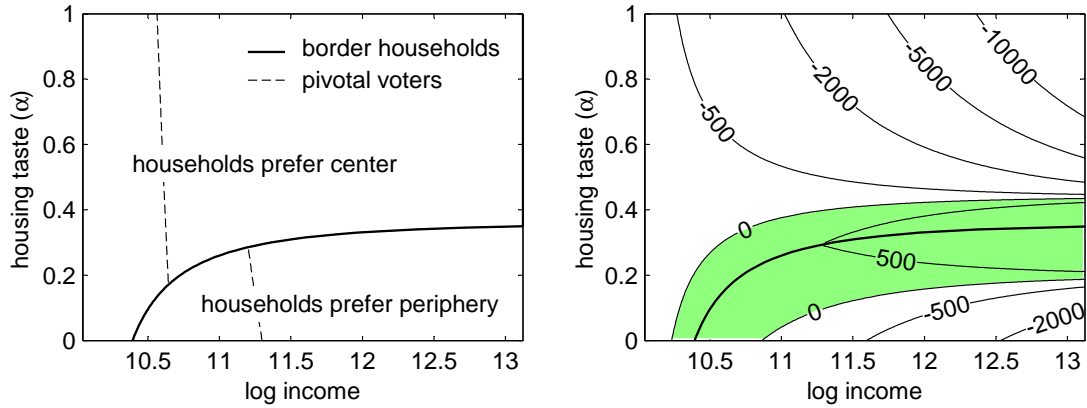 1
0.8
0.6
0.4
0.2
0
housing taste (α)
border households
pivotal voters
households prefer center
households prefer periphery
10.5 11 11.5 12 12.5 13
log income
1
0.8
0.6
0.4
0.2
0
housing taste (α)
-500
-2000
-5000
-10000
0
500
0
-500
-2000
10.5 11 11.5 12 12.5 13
log income